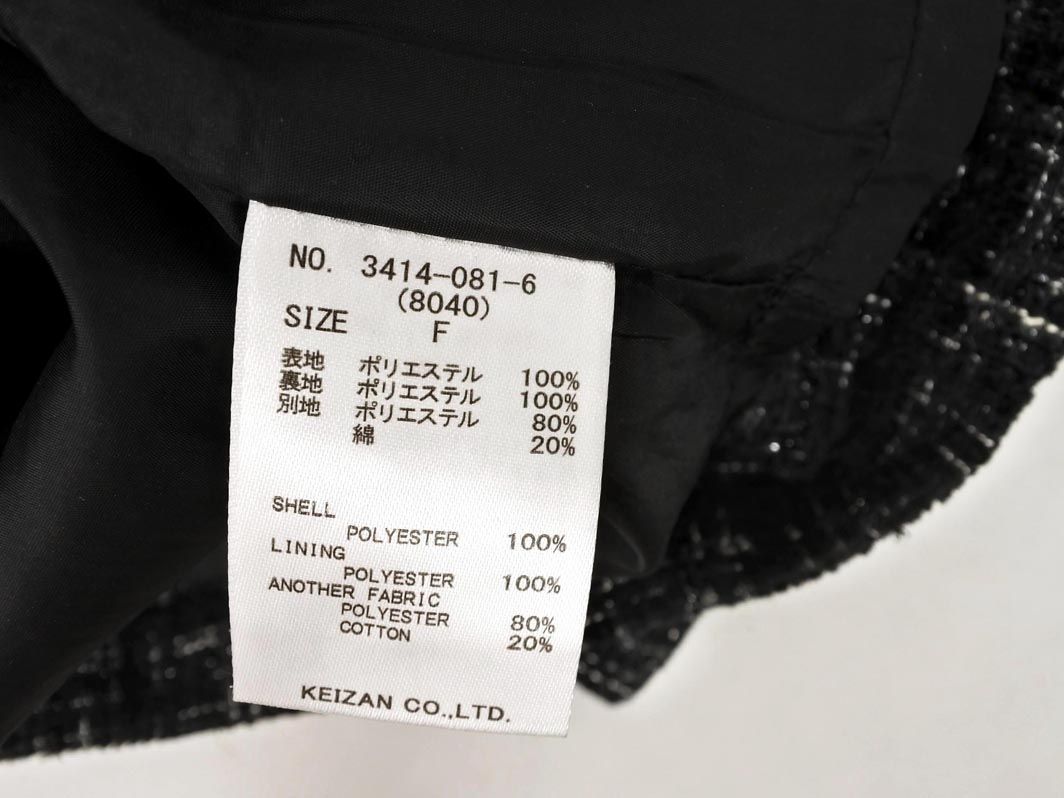 NO. 3414-081-6
(8040)
SIZE F
表地 ポリエステル 100%
裏地 ポリエステル 100%
別地 ポリエステル 80%
綿 20%
SHELL
POLYESTER 100%
LINING
POLYESTER 100%
ANOTHER FABRIC
POLYESTER 80%
COTTON 20%
KEIZAN CO.,LTD.